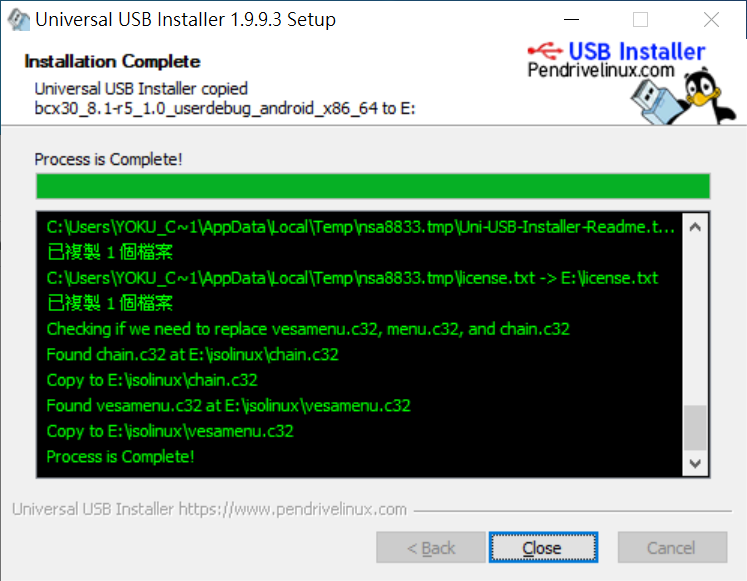 Universal USB Installer 1.9.9.3 Setup
Installation Complete
Universal USB Installer copied
bcx30_8.1-r5_1.0_userdebug_android_x86_64 to E:
USB Installer
Pendrivelinux.com
Process is Complete!
C:\Users\YOKU_C~1\AppData\Local\Temp\nsa8833.tmp\Uni-USB-Installer-Readme.t...
已複製 1 個檔案
C:\Users\YOKU_C~1\AppData\Local\Temp\nsa8833.tmp\license.txt -> E:\license.txt
已複製 1 個檔案
Checking if we need to replace vesamenu.c32, menu.c32, and chain.c32
Found chain.c32 at E:\isolinux\chain.c32
Copy to E:\isolinux\chain.c32
Found vesamenu.c32 at E:\isolinux\vesamenu.c32
Copy to E:\isolinux\vesamenu.c32
Process is Complete!
Universal USB Installer https://www.pendrivelinux.com
< Back
Close
Cancel